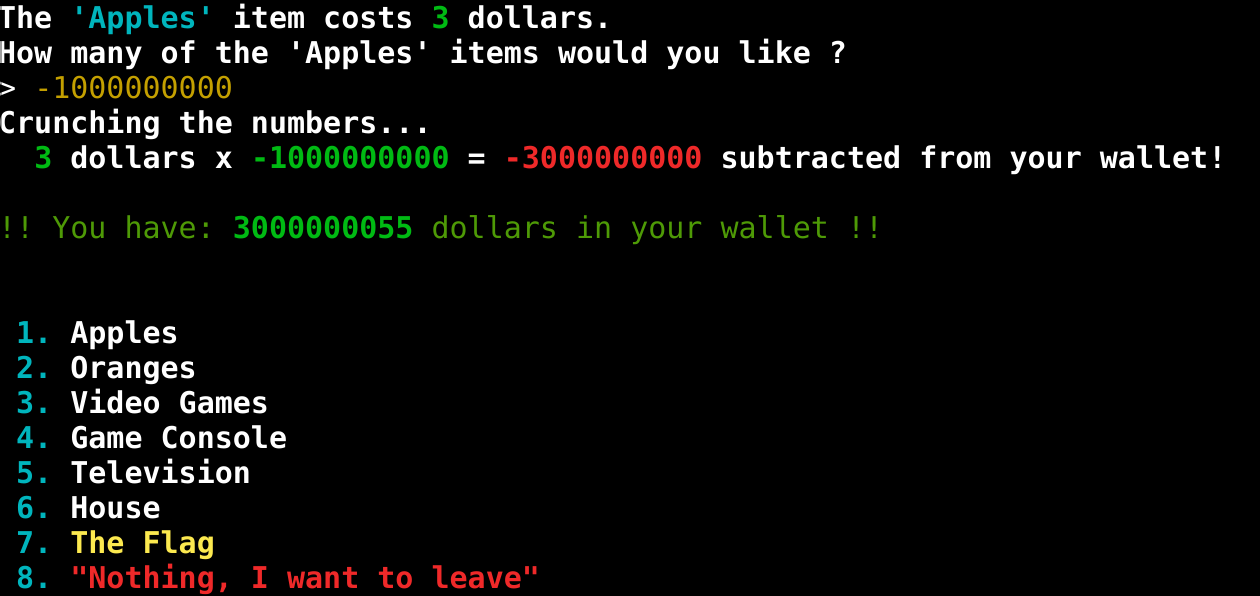 The 'Apples' item costs 3 dollars.
How many of the 'Apples' items would you like ?
> -1000000000
Crunching the numbers...
3 dollars x -1000000000 = -3000000000 subtracted from your wallet!
!! You have: 3000000055 dollars in your wallet !!
1. Apples
2. Oranges
3. Video Games
4. Game Console
5. Television
6. House
7. The Flag
8. "Nothing, I want to leave"